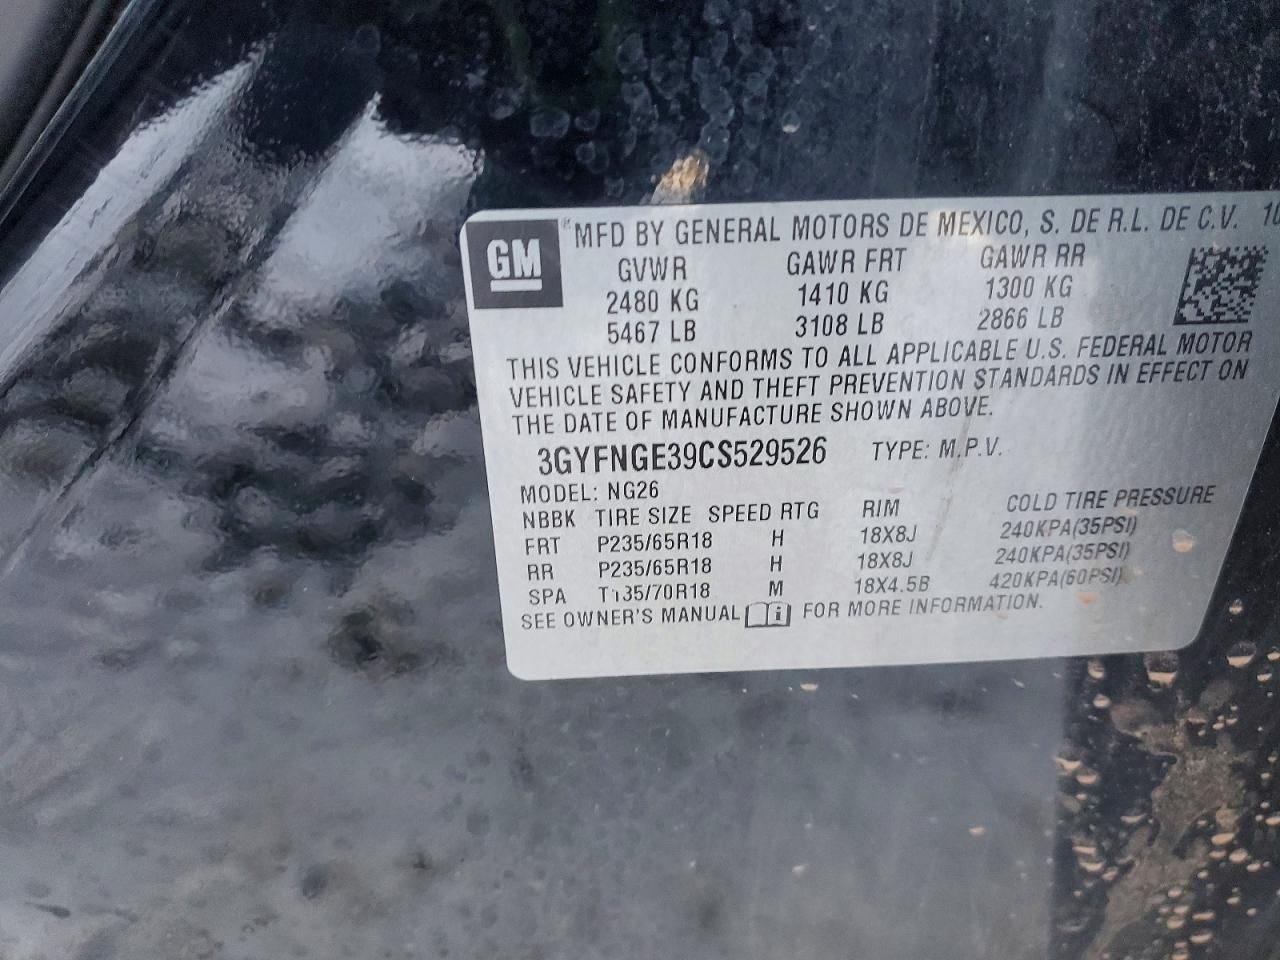 GM ® MFD BY GENERAL MOTORS DE MEXICO, S. DE R.L. DE C.V.
GVWR GAWR FRT GAWR RR
2480 KG 1410 KG 1300 KG
5467 LB 3108 LB 2866 LB
THIS VEHICLE CONFORMS TO ALL APPLICABLE U.S. FEDERAL MOTOR
VEHICLE SAFETY AND THEFT PREVENTION STANDARDS IN EFFECT ON
THE DATE OF MANUFACTURE SHOWN ABOVE.
3GYFNGE39CS529526 TYPE: M.P.V.
MODEL: NG26
NBBK TIRE SIZE SPEED RTG RIM COLD TIRE PRESSURE
FRT P235/65R18 H 18X8J 240KPA(35PSI)
RR P235/65R18 H 18X8J 240KPA(35PSI)
SPA T135/70R18 M 18X4.5B 420KPA(60PSI)
SEE OWNER'S MANUAL i FOR MORE INFORMATION.